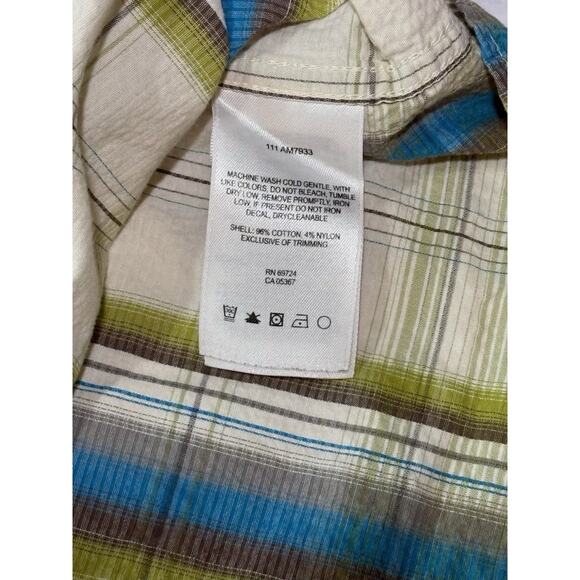 111 AM7933
MACHINE WASH COLD GENTLE, WITH
LIKE COLORS, DO NOT BLEACH, TUMBLE
DRY LOW, REMOVE PROMPTLY, IRON
LOW, IF PRESENT DO NOT IRON
DECAL, DRYCLEANABLE
SHELL: 96% COTTON, 4% NYLON
EXCLUSIVE OF TRIMMING
RN 69724
CA 05367